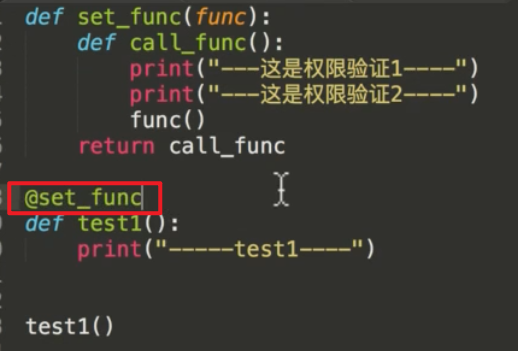 def set_func(func):
    def call_func():
        print("---这是权限验证1----")
        print("---这是权限验证2----")
        func()
    return call_func
@set_func
def test1():
    print("-----test1----")
test1()